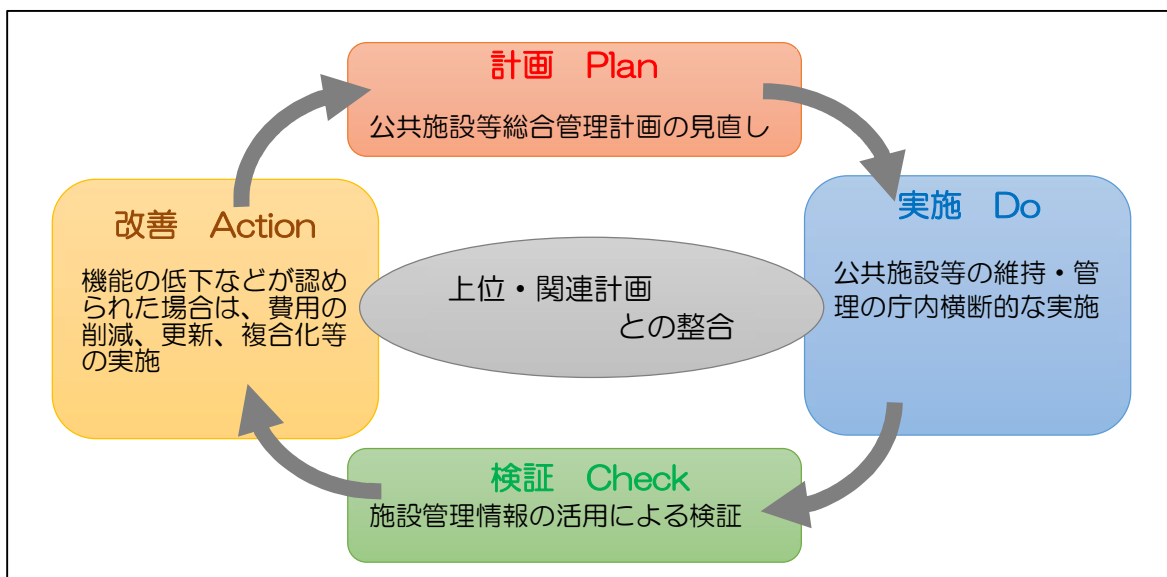 計画　Plan
公共施設等総合管理計画の見直し
実施　Do
公共施設等の維持・管
理の庁内横断的な実施
検証　Check
施設管理情報の活用による検証
改善　Action
機能の低下などが認め
られた場合は、費用の
削減、更新、複合化等
の実施
上位・関連計画
との整合